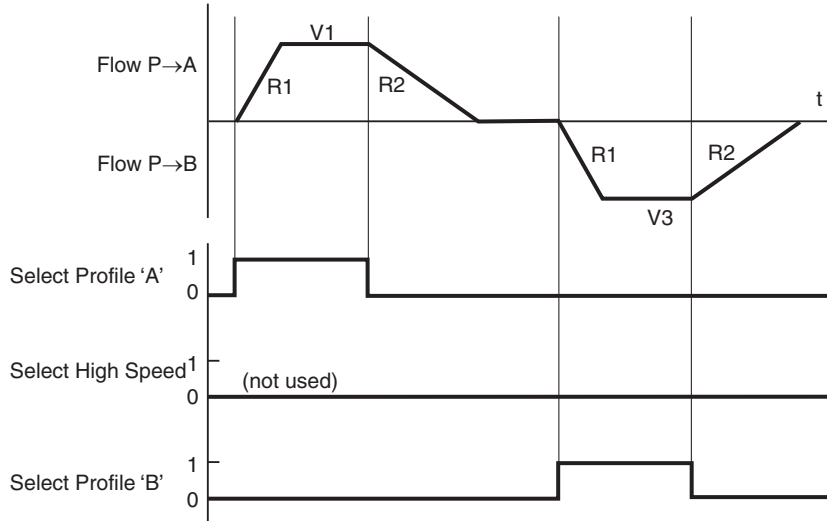 V1
Flow P→A
R1
R2
t
Flow P→B
R1
R2
V3
1
Select Profile ‘A’
0
1
Select High Speed
(not used)
0
1
Select Profile ‘B’
0